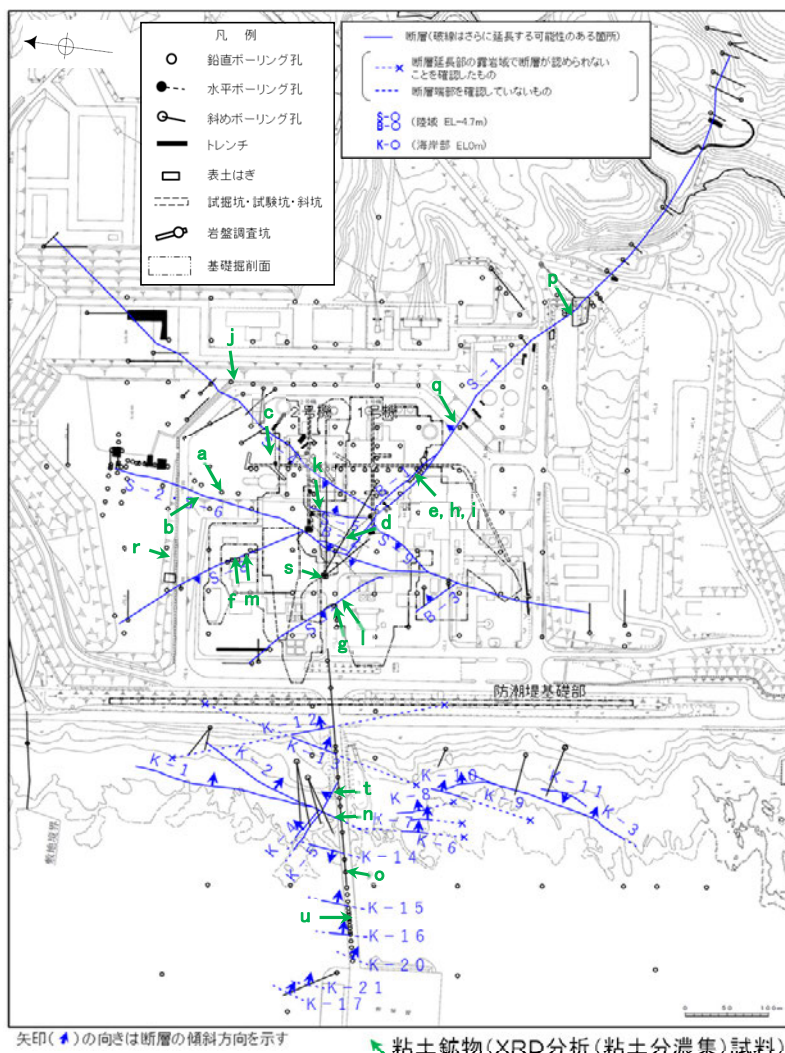 凡 例
鉛直ボーリング孔
水平ボーリング孔
斜めボーリング孔
トレンチ
表土はぎ
試掘坑・試験坑・斜坑
岩盤調査坑
基礎掘削面
断層(破線はさらに延長する可能性のある箇所)
断層延長部の露岩域で断層が認められない
ことを確認したもの
断層端部を確認していないもの
S-○
B-○
(陸域 EL-4.7m)
K-○ (海岸部 EL0m)
p
j
S-1
q
c
2号機
1号機
a
k
e, h, i
S-2・S-6
b
d
r
s
S-9
f
m
B-3
g
l
防潮堤基礎部
K-12
K-1
K-2
K-10
K-11
K-8
t
K-9
K-3
n
K-7
K-4
K-6
K-5
K-14
o
敷地境界
K-15
u
K-16
K-20
K-21
K-17
0 50 100m
矢印( )の向きは断層の傾斜方向を示す
粘土鉱物(XRD分析(粘土分濃集)試料)